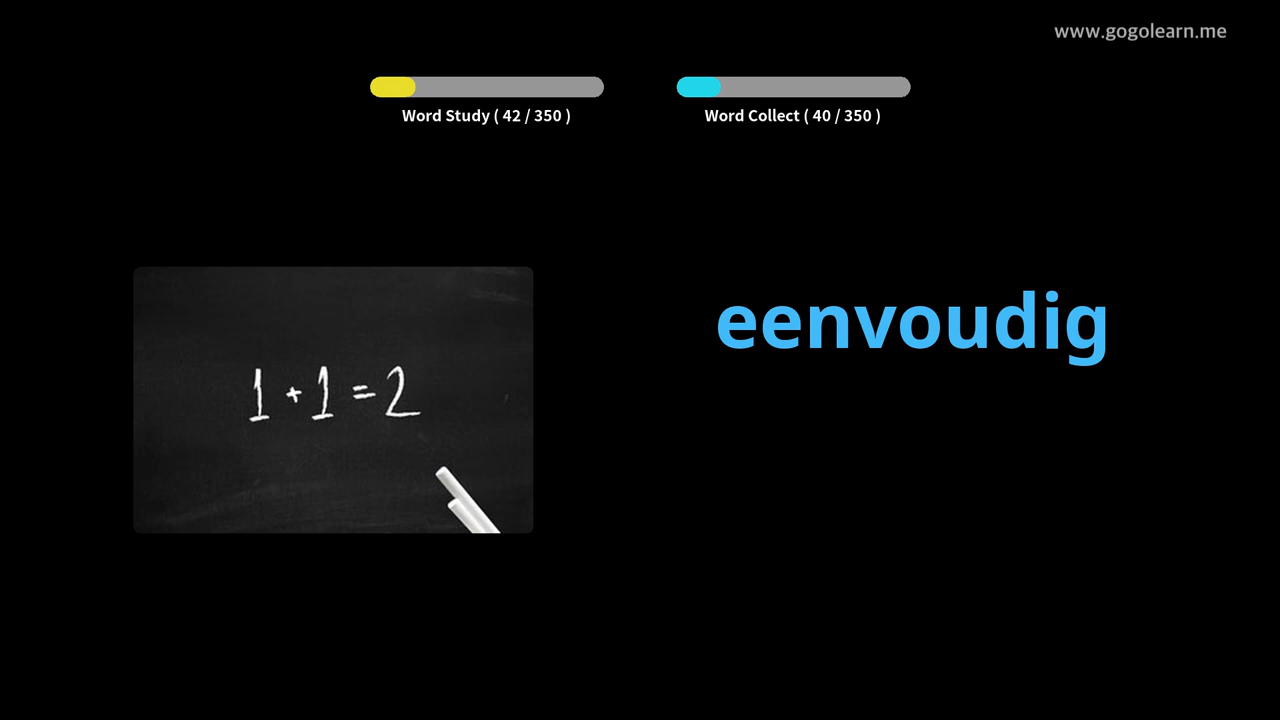 www.gogolearn.me
Word Study ( 42 / 350 )
Word Collect ( 40 / 350 )
eenvoudig
1 + 1 = 2